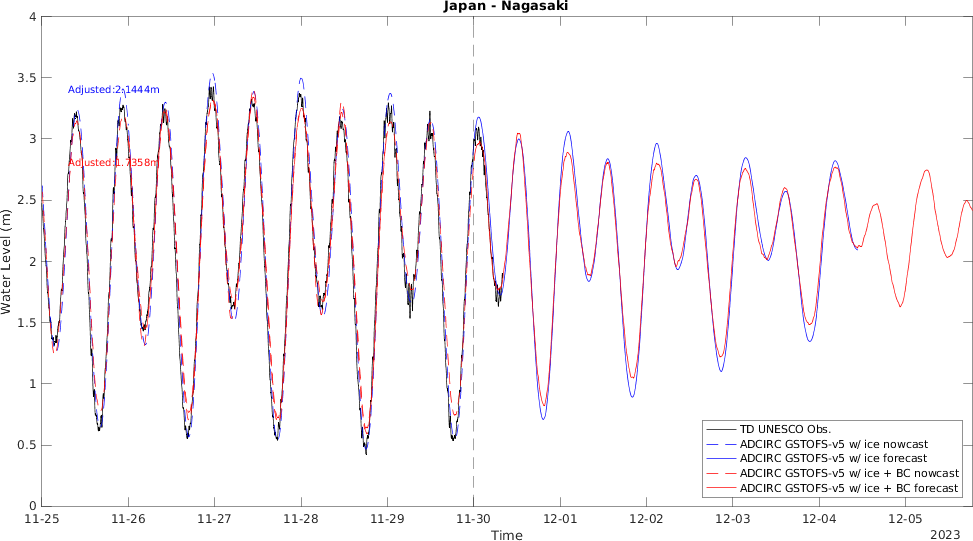 Japan - Nagasaki
4
3.5
3
2.5
2
1.5
1
0.5
0
Water Level (m)
Adjusted:2.1444m
Adjusted:1.7358m
TD UNESCO Obs.
ADCIRC GSTOFS-v5 w/ ice nowcast
ADCIRC GSTOFS-v5 w/ ice forecast
ADCIRC GSTOFS-v5 w/ ice + BC nowcast
ADCIRC GSTOFS-v5 w/ ice + BC forecast
11-25 11-26 11-27 11-28 11-29 11-30 12-01 12-02 12-03 12-04 12-05
Time
2023